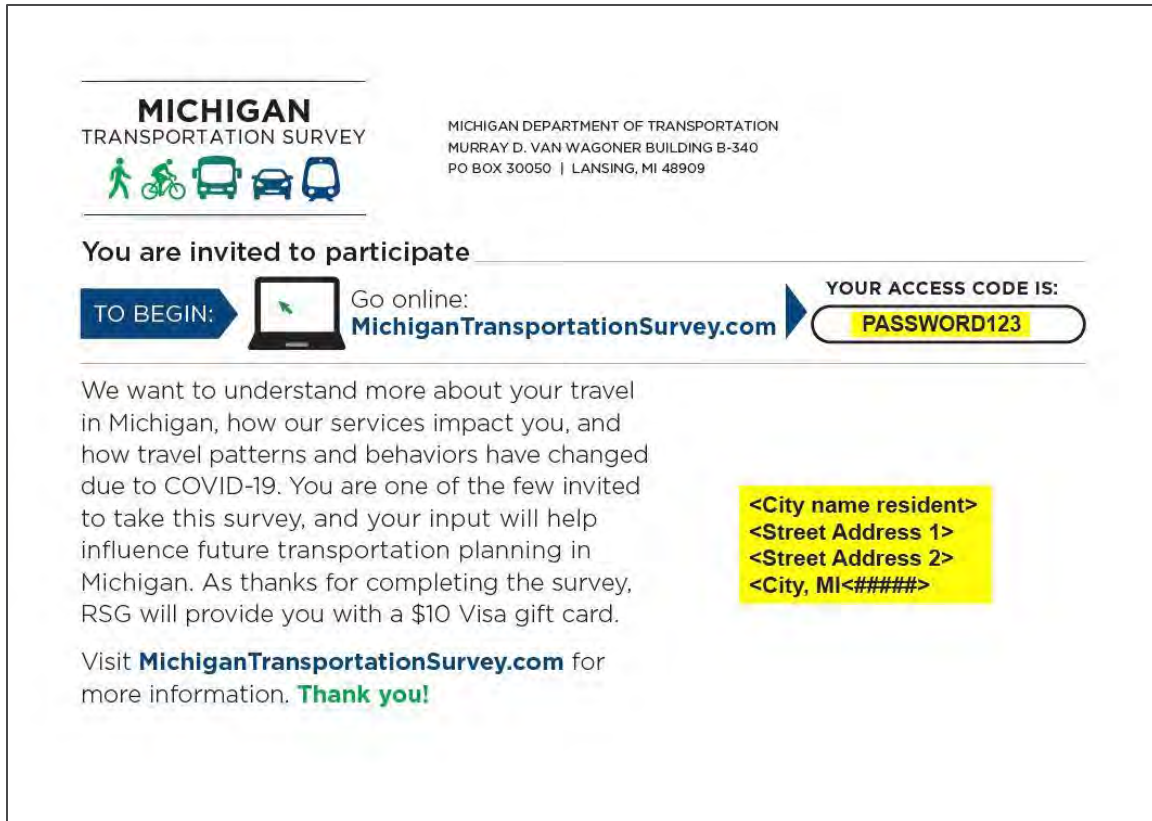 MICHIGAN
TRANSPORTATION SURVEY
MICHIGAN DEPARTMENT OF TRANSPORTATION
MURRAY D. VAN WAGONER BUILDING B-340
PO BOX 30050 | LANSING, MI 48909
You are invited to participate
TO BEGIN:
Go online:
MichiganTransportationSurvey.com
YOUR ACCESS CODE IS:
PASSWORD123
We want to understand more about your travel
in Michigan, how our services impact you, and
how travel patterns and behaviors have changed
due to COVID-19. You are one of the few invited
to take this survey, and your input will help
influence future transportation planning in
Michigan. As thanks for completing the survey,
RSG will provide you with a $10 Visa gift card.
Visit MichiganTransportationSurvey.com for
more information. Thank you!
<City name resident>
<Street Address 1>
<Street Address 2>
<City, MI<#####>